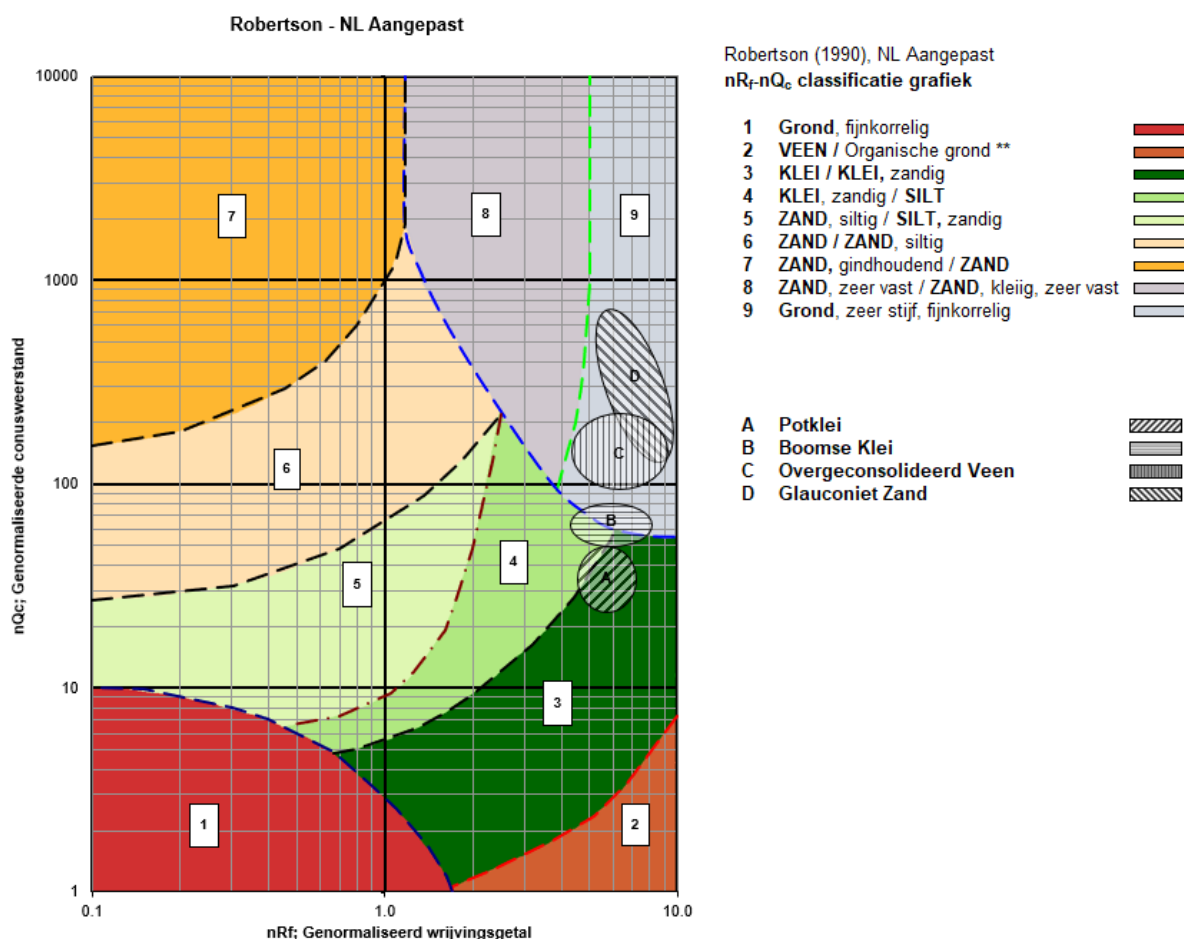 Robertson - NL Aangepast
10000
1000
100
10
1
0.1
1.0
10.0
nQc; Genormaliseerde conusweerstand
nRf; Genormaliseerd wrijvingsgetal
7
8
9
D
C
6
B
4
A
5
3
1
2
Robertson (1990), NL Aangepast
nRf-nQc classificatie grafiek
1 Grond, fijnkorrelig
2 VEEN / Organische grond **
3 KLEI / KLEI, zandig
4 KLEI, zandig / SILT
5 ZAND, siltig / SILT, zandig
6 ZAND / ZAND, siltig
7 ZAND, gindhoudend / ZAND
8 ZAND, zeer vast / ZAND, kleiig, zeer vast
9 Grond, zeer stijf, fijnkorrelig
A Potklei
B Boomse Klei
C Overgeconsolideerd Veen
D Glauconiet Zand